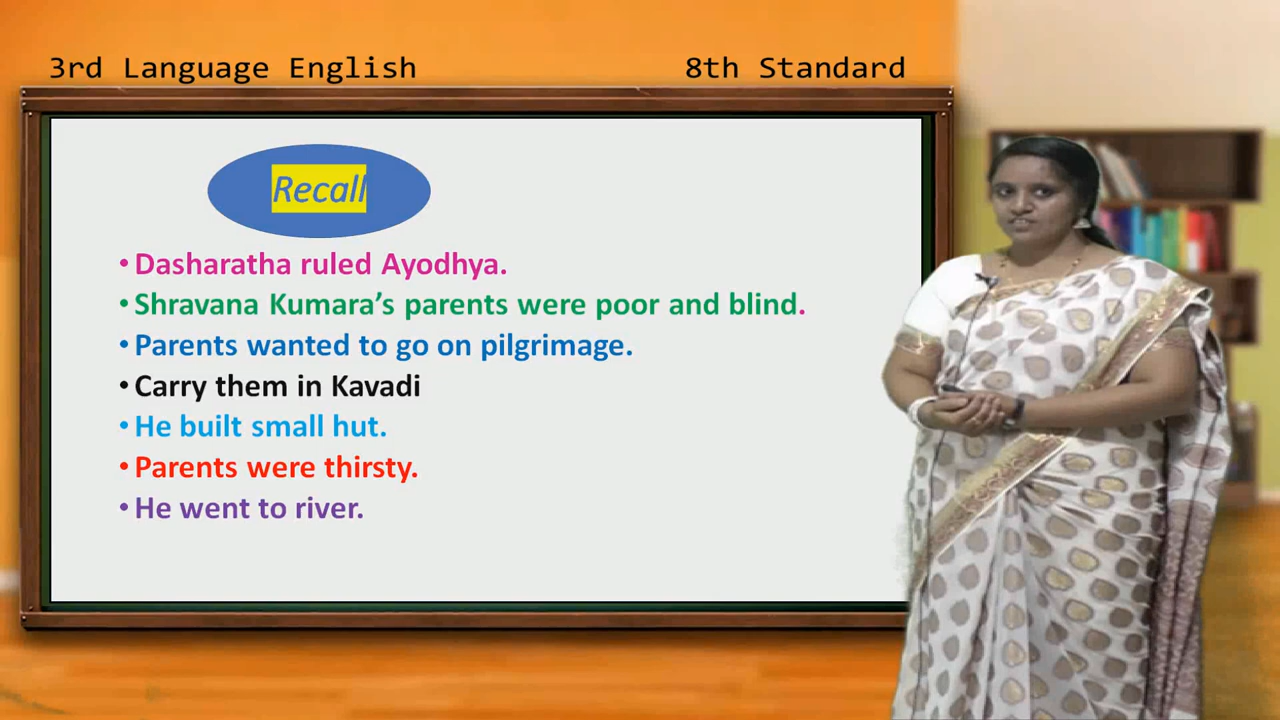 3rd Language English 8th Standard
Recall
•Dasharatha ruled Ayodhya.
•Shravana Kumara’s parents were poor and blind.
•Parents wanted to go on pilgrimage.
•Carry them in Kavadi
•He built small hut.
•Parents were thirsty.
•He went to river.